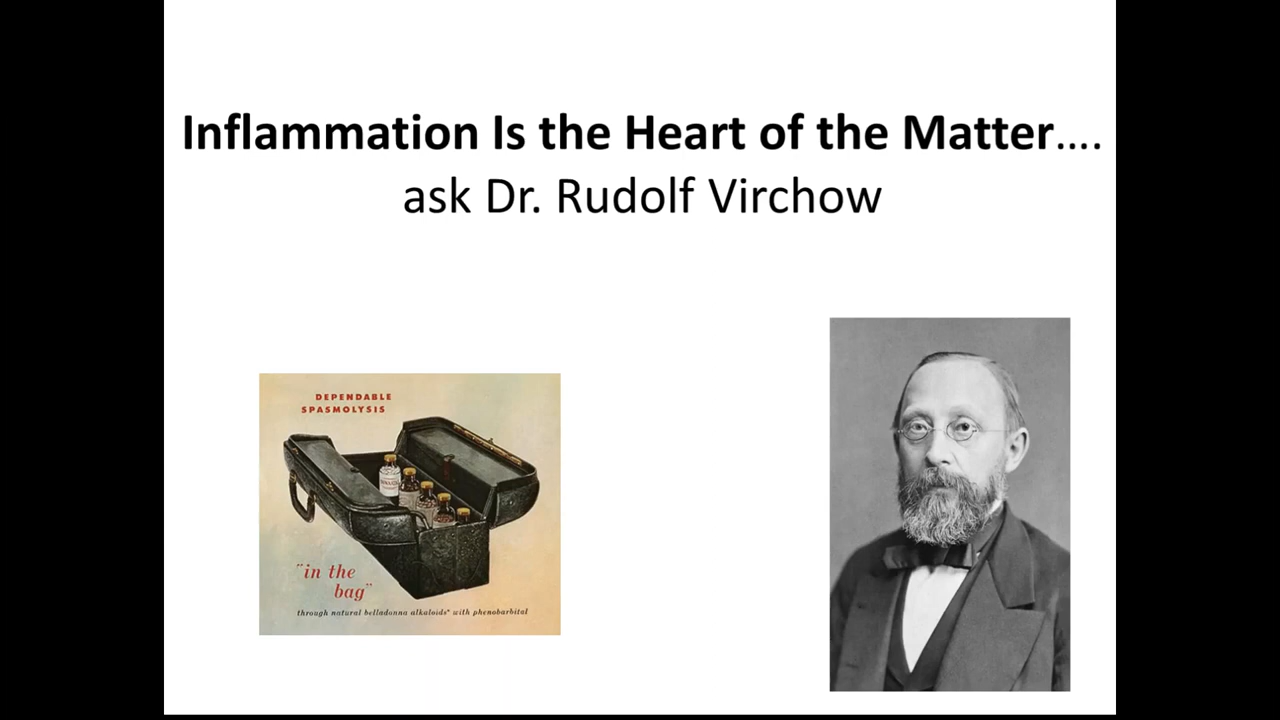 Inflammation Is the Heart of the Matter….
ask Dr. Rudolf Virchow
DEPENDABLE
SPASMOLYSIS
"in the
bag"
through natural belladonna alkaloids* with phenobarbital